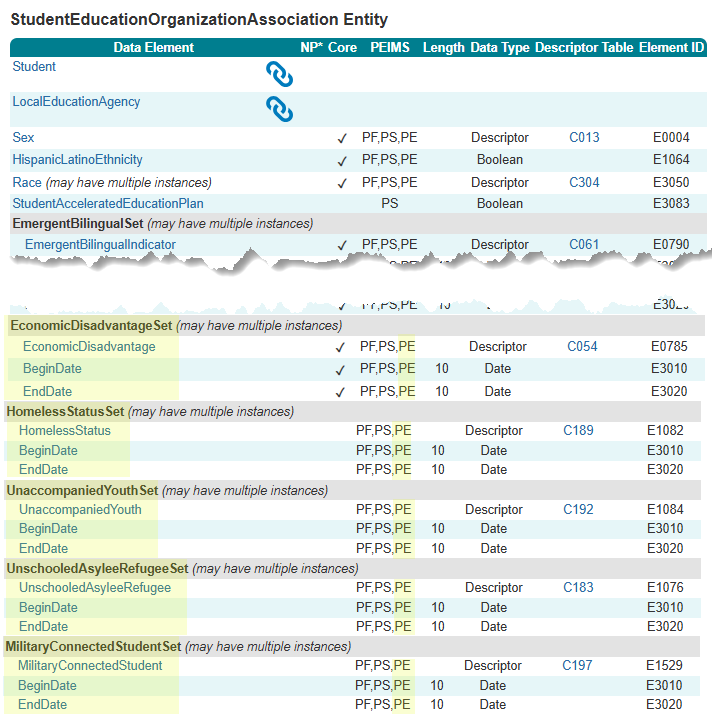 StudentEducationOrganizationAssociation Entity
Data Element NP* Core PEIMS Length Data Type Descriptor Table Element ID
Student
LocalEducationAgency
Sex ✓ PF,PS,PE Descriptor C013 E0004
HispanicLatinoEthnicity ✓ PF,PS,PE Boolean E1064
Race (may have multiple instances) ✓ PF,PS,PE Descriptor C304 E3050
StudentAcceleratedEducationPlan PS Boolean E3083
EmergentBilingualSet (may have multiple instances)
EmergentBilingualIndicator ✓ PF,PS,PE Descriptor C061 E0790
EconomicDisadvantageSet (may have multiple instances)
EconomicDisadvantage ✓ PF,PS,PE Descriptor C054 E0785
BeginDate ✓ PF,PS,PE 10 Date E3010
EndDate ✓ PF,PS,PE 10 Date E3020
HomelessStatusSet (may have multiple instances)
HomelessStatus PF,PS,PE Descriptor C189 E1082
BeginDate PF,PS,PE 10 Date E3010
EndDate PF,PS,PE 10 Date E3020
UnaccompaniedYouthSet (may have multiple instances)
UnaccompaniedYouth PF,PS,PE Descriptor C192 E1084
BeginDate PF,PS,PE 10 Date E3010
EndDate PF,PS,PE 10 Date E3020
UnschooledAsyleeRefugeeSet (may have multiple instances)
UnschooledAsyleeRefugee PF,PS,PE Descriptor C183 E1076
BeginDate PF,PS,PE 10 Date E3010
EndDate PF,PS,PE 10 Date E3020
MilitaryConnectedStudentSet (may have multiple instances)
MilitaryConnectedStudent PF,PS,PE Descriptor C197 E1529
BeginDate PF,PS,PE 10 Date E3010
EndDate PF,PS,PE 10 Date E3020